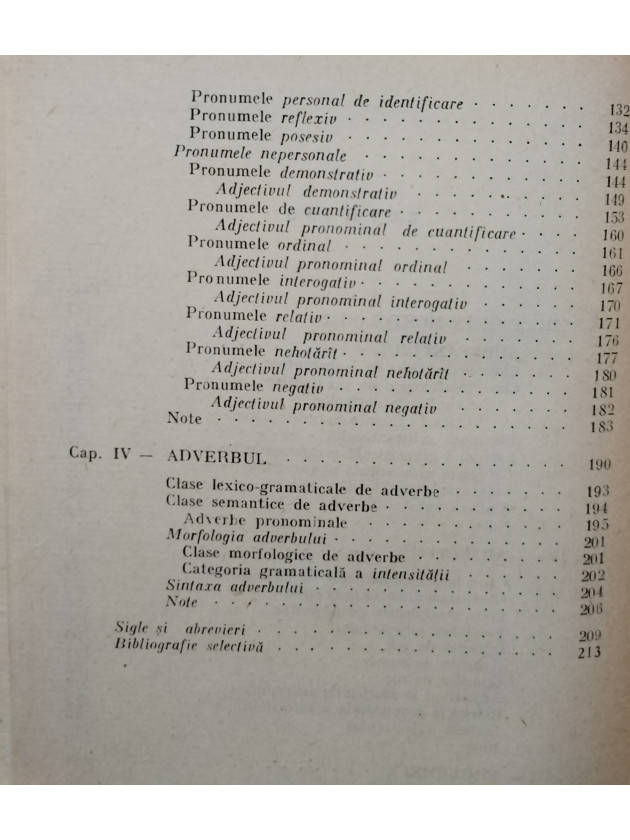 Pronumele personal de identificare . . . . . . . 132
Pronumele reflexiv . . . . . . . . . . . . . 134
Pronumele posesiv . . . . . . . . . . . . . 140
Pronumele nepersonale . . . . . . . . . . . . 144
Pronumele demonstrativ . . . . . . . . . . . 144
Adjectivul demonstrativ . . . . . . . . . 149
Pronumele de cuantificare . . . . . . . . . . 153
Adjectivul pronominal de cuantificare . . . . 160
Pronumele ordinal . . . . . . . . . . . . . 161
Adjectivul pronominal ordinal . . . . . . . 166
Pronumele interogativ . . . . . . . . . . . . 167
Adjectivul pronominal interogativ . . . . . . 170
Pronumele relativ . . . . . . . . . . . . . . 171
Adjectivul pronominal relativ . . . . . . . 176
Pronumele nehotărît . . . . . . . . . . . . . 177
Adjectivul pronominal nehotărît . . . . . . . 180
Pronumele negativ . . . . . . . . . . . . . 181
Adjectivul pronominal negativ . . . . . . . 182
Note . . . . . . . . . . . . . . . . . . . 183
Cap. IV — ADVERBUL . . . . . . . . . . . . . . 190
Clase lexico-gramaticale de adverbe . . . . . . . 193
Clase semantice de adverbe . . . . . . . . . . . 194
Adverbe pronominale . . . . . . . . . . . . 195
Morfologia adverbului . . . . . . . . . . . . . 201
Clase morfologice de adverbe . . . . . . . . . 201
Categoria gramaticală a intensității . . . . . . 202
Sintaxa adverbului . . . . . . . . . . . . . . 204
Note . . . . . . . . . . . . . . . . . . . 206
Sigle și abrevieri . . . . . . . . . . . . . . . . 209
Bibliografie selectivă . . . . . . . . . . . . . . . 213